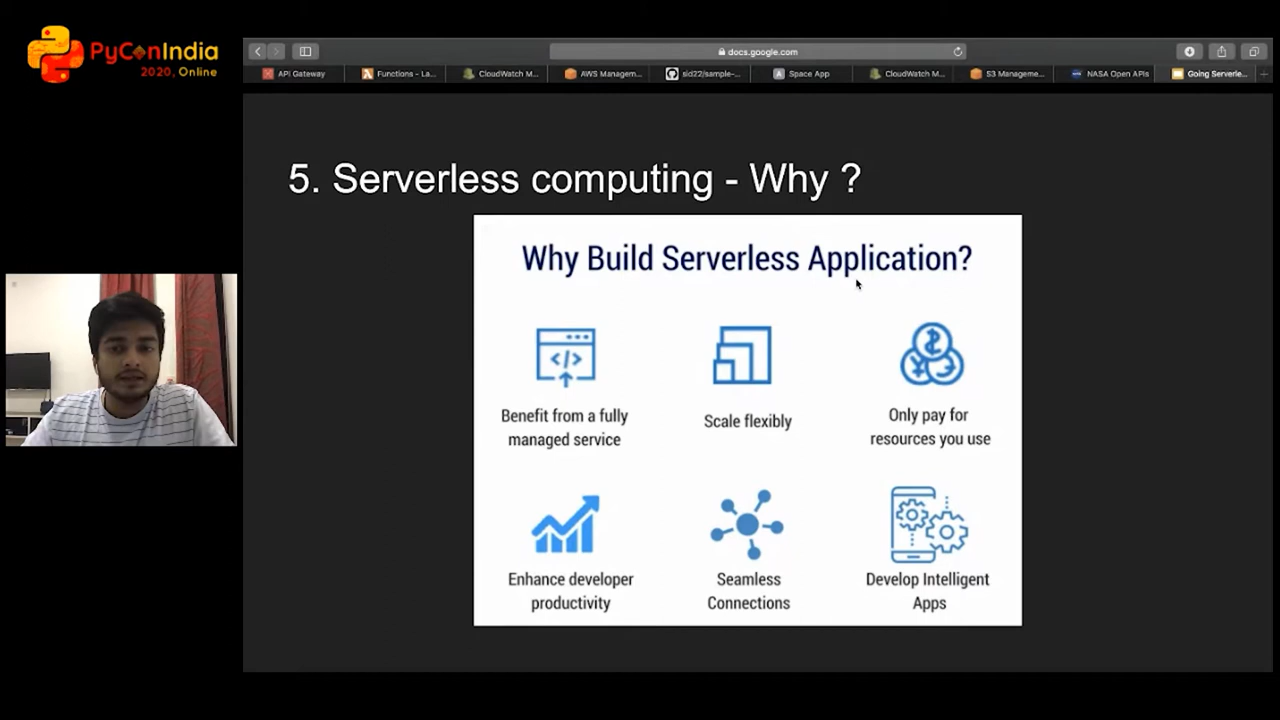 PyConIndia
2020, Online
docs.google.com
API Gateway
Functions - La...
CloudWatch M...
AWS Managem...
sid22/sample-...
Space App
CloudWatch M...
S3 Manageme...
NASA Open APIs
Going Serverle...
5. Serverless computing - Why ?
Why Build Serverless Application?
Benefit from a fully
managed service
Scale flexibly
Only pay for
resources you use
Enhance developer
productivity
Seamless
Connections
Develop Intelligent
Apps